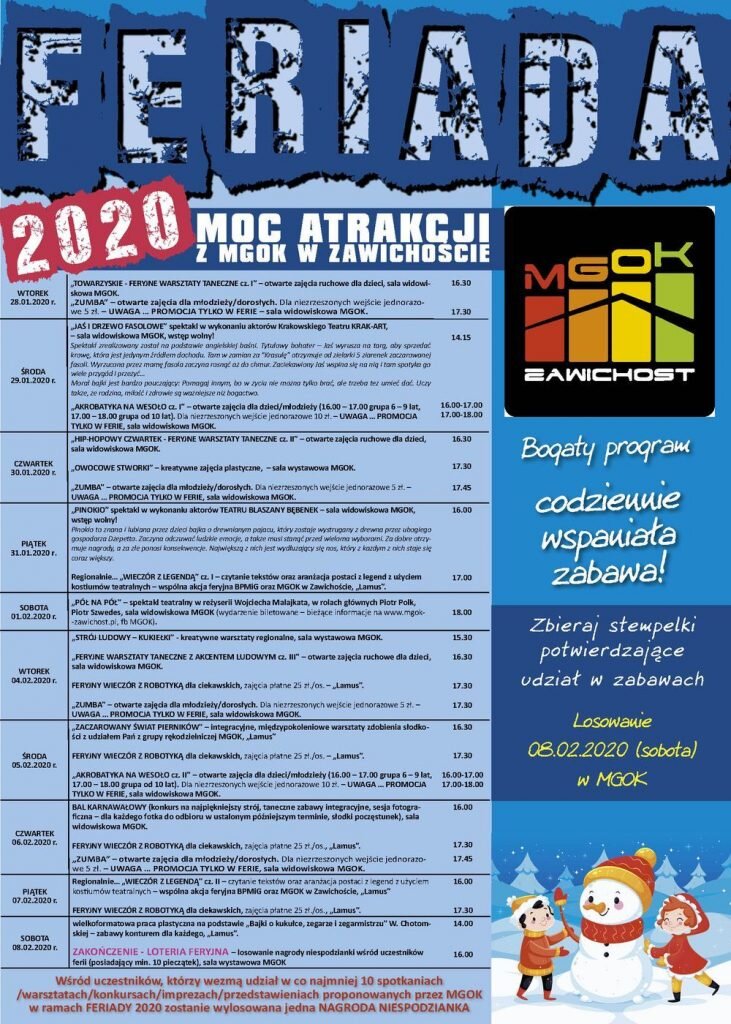 FERIADA
2020
MOC ATRAKCJI
Z MGOK W ZAWICHOŚCIE
WTOREK
28.01.2020 r.
„TOWARZYSKIE - FERYJNE WARSZTATY TANECZNE cz. I” – otwarte zajęcia ruchowe dla dzieci, sala widowi-
skowa MGOK.
16.30
„ZUMBA” – otwarte zajęcia dla młodzieży/dorosłych. Dla niezrzeszonych wejście jednorazo-
we 5 zł. – UWAGA ... PROMOCJA TYLKO W FERIE – sala widowiskowa MGOK.
17.30
ŚRODA
29.01.2020 r.
„JAŚ I DRZEWO FASOLOWE” spektakl w wykonaniu aktorów Krakowskiego Teatru KRAK-ART,
– sala widowiskowa MGOK, wstęp wolny!
14.15
Spektakl zrealizowany został na podstawie angielskiej baśni. Tytułowy bohater – Jaś wyrusza na targ, aby sprzedać
krowę, która jest jedynym źródłem dochodu. Tam w zamian za "Krasulę" otrzymuje od zielarki 5 ziarenek zaczarowanej
fasoli. Wyrzucona przez mamę fasola zaczyna rosnąć aż do chmur. Zaciekawiony Jaś wspina się na nią i tam spotyka go
wiele przygód i przeżyć...
Morał bajki jest bardzo pouczający: Pomagaj innym, bo w życiu nie można tylko brać, ale trzeba też umieć dać. Uczy
także, że rodzina, miłość i zdrowie są ważniejsze niż bogactwo.
„AKROBATYKA NA WESOŁO cz. I” – otwarte zajęcia dla dzieci/młodzieży (16.00 – 17.00 grupa 6 – 9 lat,
17.00 – 18.00 grupa od 10 lat). Dla niezrzeszonych wejście jednorazowe 10 zł. – UWAGA ... PROMOCJA
TYLKO W FERIE, sala widowiskowa MGOK.
16.00-17.00
17.00-18.00
CZWARTEK
30.01.2020 r.
„HIP-HOPOWY CZWARTEK - FERYJNE WARSZTATY TANECZNE cz. II” – otwarte zajęcia ruchowe dla dzieci,
sala widowiskowa MGOK.
16.30
„OWOCOWE STWORKI” – kreatywne zajęcia plastyczne, – sala wystawowa MGOK.
17.30
„ZUMBA” – otwarte zajęcia dla młodzieży/dorosłych. Dla niezrzeszonych wejście jednorazowe 5 zł. –
UWAGA ... PROMOCJA TYLKO W FERIE, sala widowiskowa MGOK.
17.45
PIĄTEK
31.01.2020 r.
„PINOKIO” spektakl w wykonaniu aktorów TEATRU BLASZANY BĘBENEK – sala widowiskowa MGOK,
wstęp wolny!
16.00
Pinokio to znana i lubiana przez dzieci bajka o drewnianym pajacu, który zostaje wystrugany z drewna przez ubogiego
gospodarza Dżepetta. Zaczyna odczuwać ludzkie emocje, a także musi stanąć przed wieloma wyborami. Za dobre otrzy-
muje nagrody, a za złe ponosi konsekwencje. Największą z nich jest wydłużający się nos, który z każdym z nich staje się
coraz większy.
Regionalnie... „WIECZÓR Z LEGENDĄ” cz. I – czytanie tekstów oraz aranżacja postaci z legend z użyciem
kostiumów teatralnych – wspólna akcja feryjna BPMiG oraz MGOK w Zawichoście, „Lamus”.
17.00
SOBOTA
01.02.2020 r.
„PÓŁ NA PÓŁ” – spektakl teatralny w reżyserii Wojciecha Malajkata, w rolach głównych Piotr Polk,
Piotr Szwedes, sala widowiskowa MGOK (wydarzenie biletowane – bieżące informacje na www.mgok-
-zawichost.pl, fb MGOK).
18.00
WTOREK
04.02.2020 r.
„STRÓJ LUDOWY – KUKIEŁKI” - kreatywne warsztaty regionalne, sala wystawowa MGOK.
15.30
„FERYJNE WARSZTATY TANECZNE Z AKCENTEM LUDOWYM cz. III” – otwarte zajęcia ruchowe dla dzieci,
sala widowiskowa MGOK.
16.30
FERYJNY WIECZÓR Z ROBOTYKĄ dla ciekawskich, zajęcia płatne 25 zł./os. – „Lamus”.
17.30
„ZUMBA” – otwarte zajęcia dla młodzieży/dorosłych. Dla niezrzeszonych wejście jednorazowe 5 zł. –
UWAGA ... PROMOCJA TYLKO W FERIE, sala widowiskowa MGOK.
17.30
ŚRODA
05.02.2020 r.
„ZACZAROWANY ŚWIAT PIERNIKÓW” – integracyjne, międzypokoleniowe warsztaty zdobienia słodko-
ści z udziałem Pań z grupy rękodzielniczej MGOK, „Lamus”
16.30
FERYJNY WIECZÓR Z ROBOTYKĄ dla ciekawskich, zajęcia płatne 25 zł./os. – „Lamus”.
17.30
„AKROBATYKA NA WESOŁO cz. II” – otwarte zajęcia dla dzieci/młodzieży (16.00 – 17.00 grupa 6 – 9 lat,
17.00 – 18.00 grupa od 10 lat). Dla niezrzeszonych wejście jednorazowe 10 zł. – UWAGA ... PROMOCJA
TYLKO W FERIE, sala widowiskowa MGOK.
16.00-17.00
17.00-18.00
CZWARTEK
06.02.2020 r.
BAL KARNAWAŁOWY (konkurs na najpiękniejszy strój, taneczne zabawy integracyjne, sesja fotogra-
ficzna – dla każdego fotka do odbioru w ustalonym późniejszym terminie, słodki poczęstunek), sala
widowiskowa MGOK.
16.00
FERYJNY WIECZÓR Z ROBOTYKĄ dla ciekawskich, zajęcia płatne 25 zł./os., „Lamus”.
17.30
„ZUMBA” – otwarte zajęcia dla młodzieży/dorosłych. Dla niezrzeszonych wejście jednorazo-
we 5 zł. – UWAGA ... PROMOCJA TYLKO W FERIE, sala widowiskowa MGOK.
17.45
PIĄTEK
07.02.2020 r.
Regionalnie... „WIECZÓR Z LEGENDĄ” cz. II – czytanie tekstów oraz aranżacja postaci z legend z użyciem
kostiumów teatralnych – wspólna akcja feryjna BPMiG oraz MGOK w Zawichoście, „Lamus”
16.00
FERYJNY WIECZÓR Z ROBOTYKĄ dla ciekawskich, zajęcia płatne 25 zł./os., „Lamus”.
17.30
SOBOTA
08.02.2020 r.
wielkoformatowa praca plastyczna na podstawie „Bajki o kukułce, zegarze i zegarmistrzu” W. Chotom-
skiej – zabawy konturem dla każdego, „Lamus”.
14.00
ZAKOŃCZENIE - LOTERIA FERYJNA – losowanie nagrody niespodzianki wśród uczestników
ferii (posiadający min. 10 pieczątek), sala wystawowa MGOK
16.00
Wśród uczestników, którzy wezmą udział w co najmniej 10 spotkaniach
/warsztatach/konkursach/imprezach/przedstawieniach proponowanych przez MGOK
w ramach FERIADY 2020 zostanie wylosowana jedna NAGRODA NIESPODZIANKA
MGOK
ZAWICHOST
Bogaty program
codziennie
wspaniała
zabawa!
Zbieraj stempelki
potwierdzające
udział w zabawach
Losowanie
08.02.2020 (sobota)
w MGOK